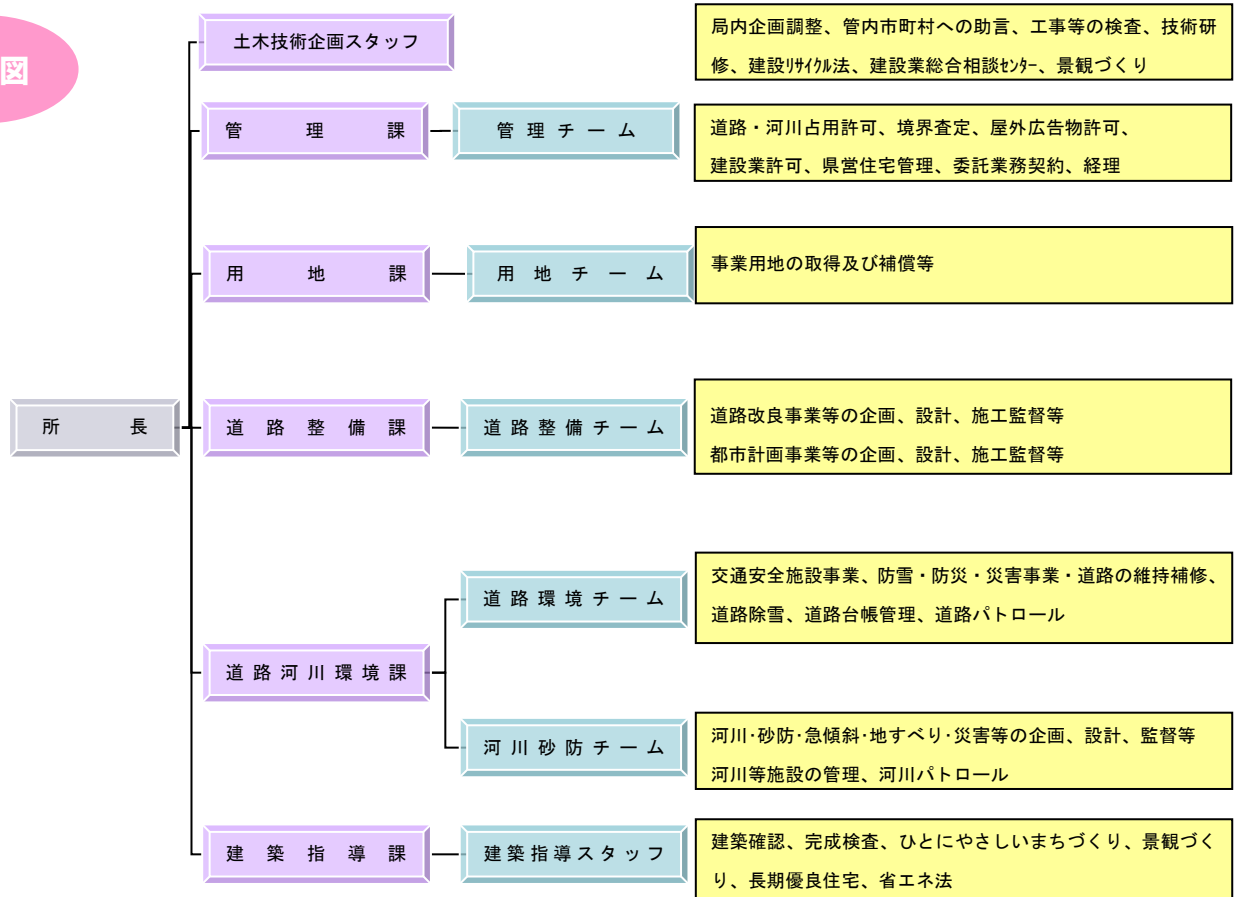 図
土木技術企画スタッフ
局内企画調整、管内市町村への助言、工事等の検査、技術研
修、建設ﾘｻｲｸﾙ法、建設業総合相談ｾﾝﾀｰ、景観づくり
管理課
管理チーム
道路・河川占用許可、境界査定、屋外広告物許可、
建設業許可、県営住宅管理、委託業務契約、経理
用地課
用地チーム
事業用地の取得及び補償等
所長
道路整備課
道路整備チーム
道路改良事業等の企画、設計、施工監督等
都市計画事業等の企画、設計、施工監督等
道路環境チーム
交通安全施設事業、防雪・防災・災害事業・道路の維持補修、
道路除雪、道路台帳管理、道路パトロール
道路河川環境課
河川砂防チーム
河川･砂防･急傾斜･地すべり･災害等の企画、設計、監督等
河川等施設の管理、河川パトロール
建築指導課
建築指導スタッフ
建築確認、完成検査、ひとにやさしいまちづくり、景観づく
り、長期優良住宅、省エネ法